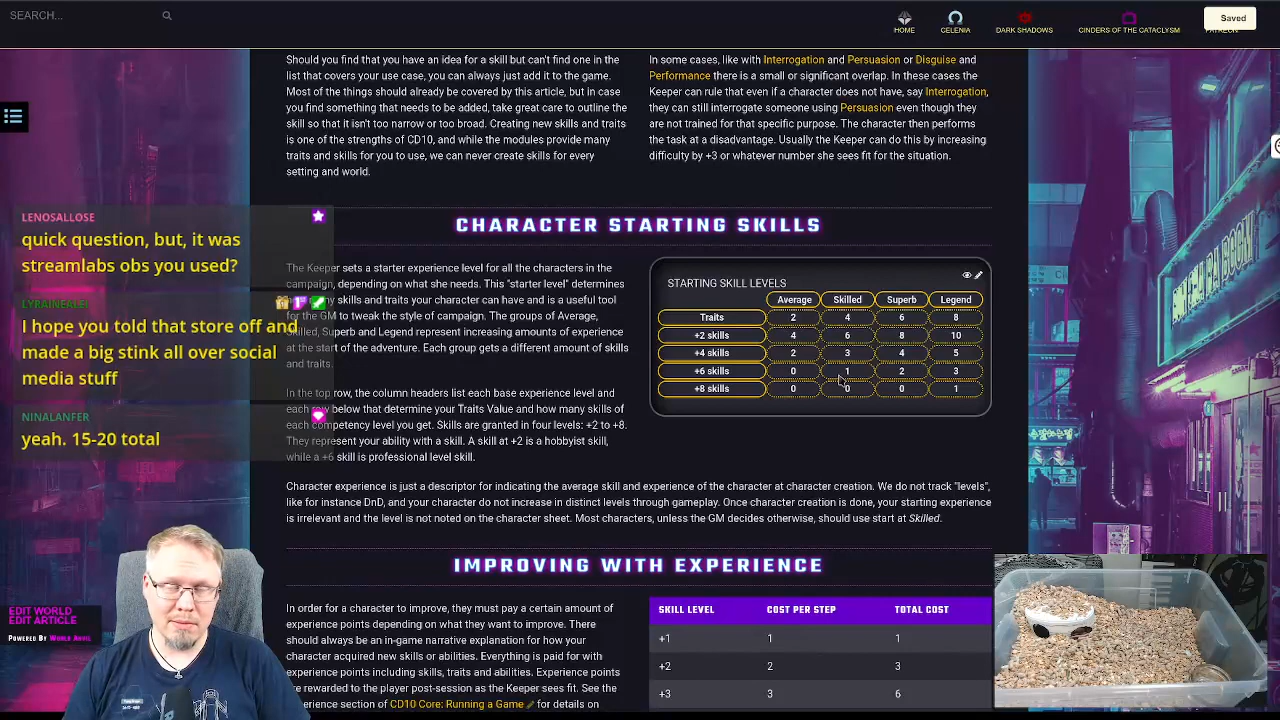 SEARCH...
HOME
CELENIA
DARK SHADOWS
CINDERS OF THE CATACLYSM
PATREON
Saved
Should you find that you have an idea for a skill but can't find one in the
list that covers your use case, you can always just add it to the game.
Most of the things should already be covered by this article, but in case
you find something that needs to be added, take great care to outline the
skill so that it isn't too narrow or too broad. Creating new skills and traits
is one of the strengths of CD10, and while the modules provide many
traits and skills for you to use, we can never create skills for every
setting and world.
In some cases, like with Interrogation and Persuasion or Disguise and
Performance there is a small or significant overlap. In these cases the
Keeper can rule that even if a character does not have, say Interrogation,
they can still interrogate someone using Persuasion even though they
are not trained for that specific purpose. The character then performs
the task at a disadvantage. Usually the Keeper can do this by increasing
difficulty by +3 or whatever number she sees fit for the situation.
LENOSALLOSE
quick question, but, it was
streamlabs obs you used?
LYRAINEALEI
I hope you told that store off and
made a big stink all over social
media stuff
NINALANFER
yeah. 15-20 total
CHARACTER STARTING SKILLS
The Keeper sets a starter experience level for all the characters in the
campaign depending on what she needs. This "starter level" determines
skills and traits your character can have and is a useful tool
for the GM to tweak the style of campaign. The groups of Average,
Skilled, Superb and Legend represent increasing amounts of experience
at the start of the adventure. Each group gets a different amount of skills
and traits.
In the top row, the column headers list each base experience level and
each row below that determine your Traits Value and how many skills of
each you get. Skills are granted in four levels: +2 to +8.
They represent your ability with a skill. A skill at +2 is a hobbyist skill,
while a +6 skill is professional level skill.
STARTING SKILL LEVELS
Average Skilled Superb Legend
Traits 2 4 6 8
+2 skills 4 6 8 10
+4 skills 2 3 4 5
+6 skills 0 1 2 3
+8 skills 0 0 0 1
Character experience is just a descriptor for indicating the average skill and experience of the character at character creation. We do not track "levels",
like for instance DnD, and your character do not increase in distinct levels through gameplay. Once character creation is done, your starting experience
is irrelevant and the level is not noted on the character sheet. Most characters, unless the GM decides otherwise, should use start at Skilled.
IMPROVING WITH EXPERIENCE
In order for a character to improve, they must pay a certain amount of
experience points depending on what they want to improve. There
should always be an in-game narrative explanation for how your
character acquired new skills or abilities. Everything is paid for with
experience points including skills, traits and abilities. Experience points
are rewarded to the player post-session as the Keeper sees fit. See the
experience section of CD10 Core: Running a Game for details on
SKILL LEVEL COST PER STEP TOTAL COST
+1 1 1
+2 2 3
+3 3 6
EDIT WORLD
EDIT ARTICLE
POWERED BY WORLD ANVIL